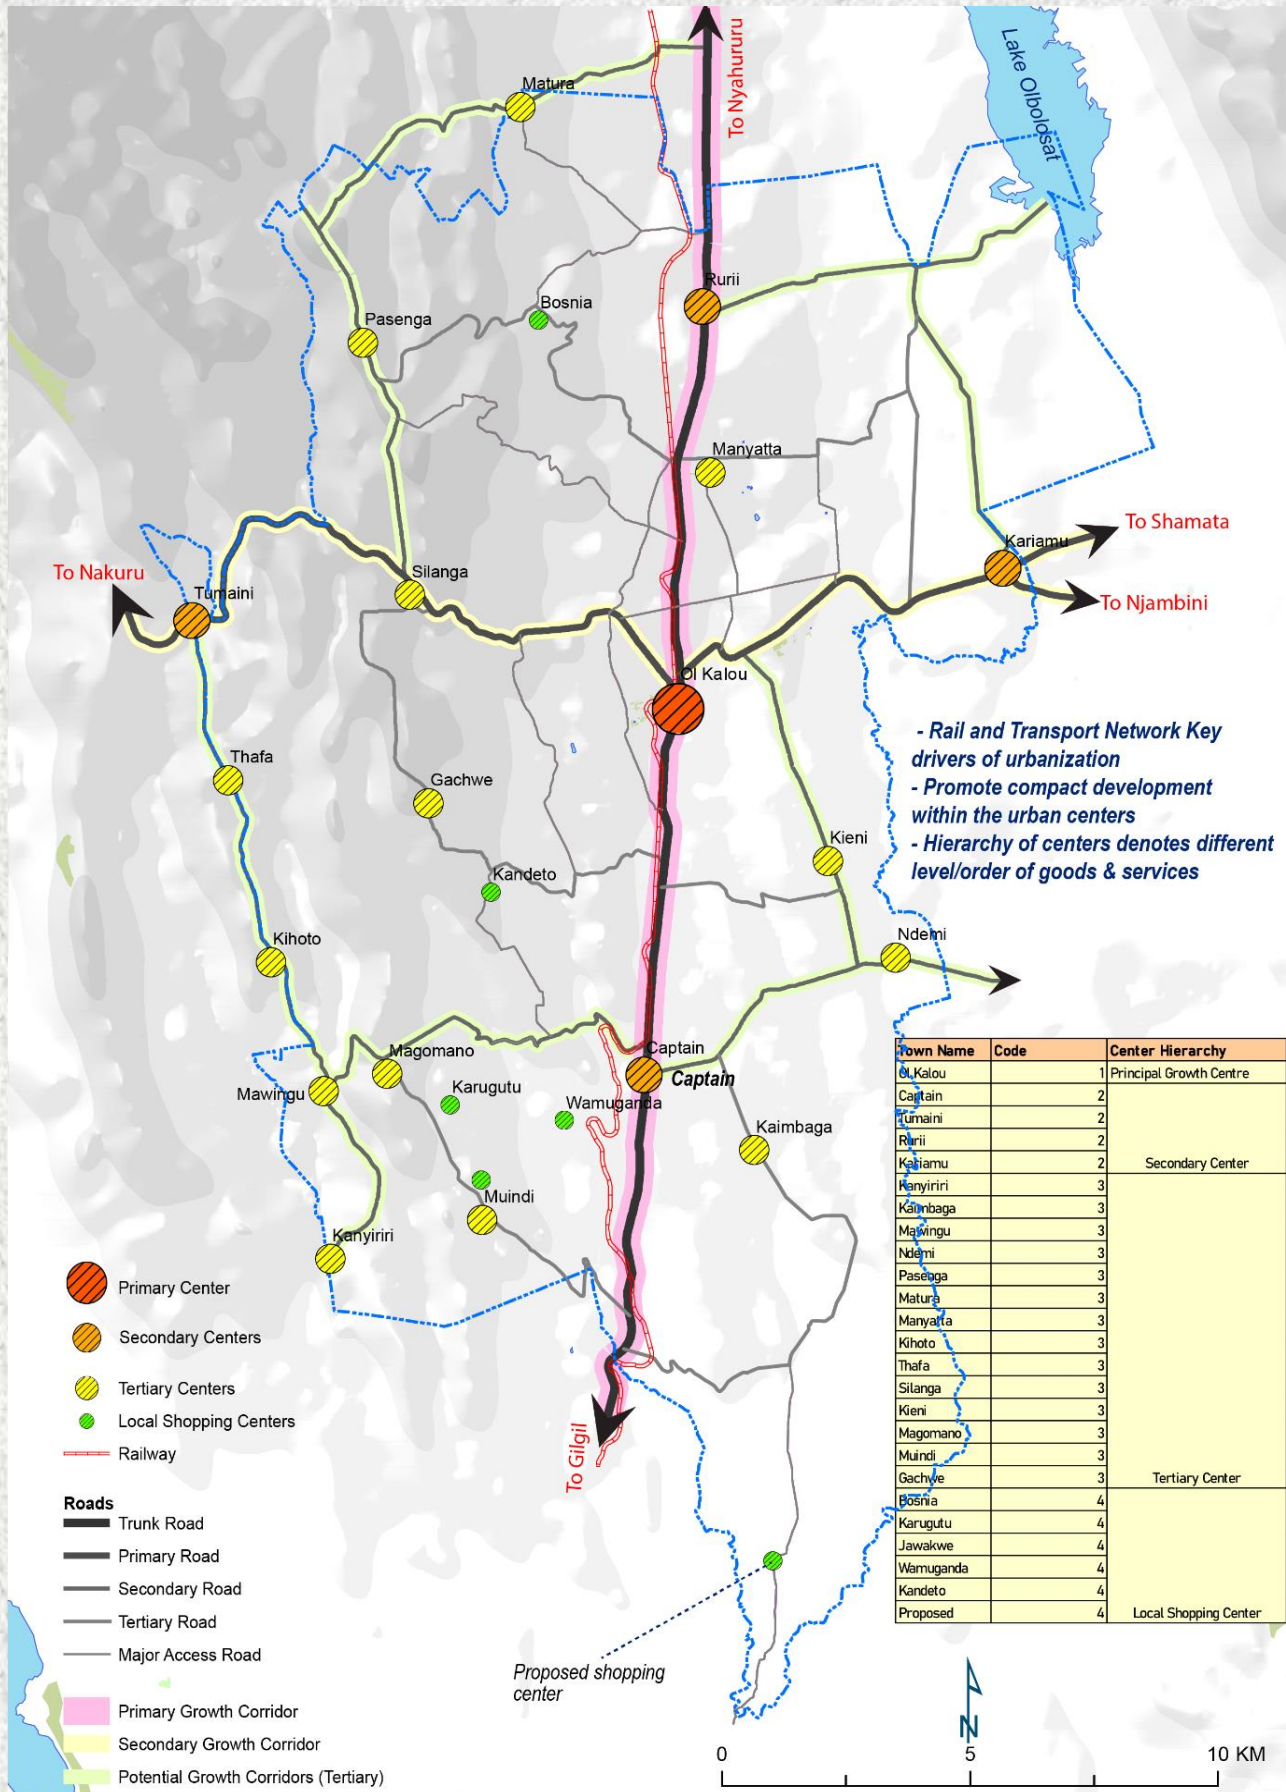 Matura
To Nyahururu
Lake Olbolosat
Rurii
Bosnia
Pasenga
Manyatta
To Shamata
Kariamu
To Nakuru
Silanga
Tumaini
To Njambini
Ol Kalou
- Rail and Transport Network Key
drivers of urbanization
- Promote compact development
within the urban centers
- Hierarchy of centers denotes different
level/order of goods & services
Thafa
Gachwe
Kieni
Kandeto
Ndemi
Kihoto
Captain
Captain
Magomano
Karugutu
Mawingu
Wamuganda
Kaimbaga
Muindi
Kanyiriri
To Gilgil
Proposed shopping
center
Town Name Code Center Hierarchy
Ol Kalou 1 Principal Growth Centre
Captain 2
Tumaini 2
Rurii 2
Kariamu 2 Secondary Center
Kanyiriri 3
Kaimbaga 3
Mawingu 3
Ndemi 3
Pasenga 3
Matura 3
Manyatta 3
Kihoto 3
Thafa 3
Silanga 3
Kieni 3
Magomano 3
Muindi 3
Gachwe 3 Tertiary Center
Bosnia 4
Karugutu 4
Jawakwe 4
Wamuganda 4
Kandeto 4
Proposed 4 Local Shopping Center
Primary Center
Secondary Centers
Tertiary Centers
Local Shopping Centers
Railway
Roads
Trunk Road
Primary Road
Secondary Road
Tertiary Road
Major Access Road
Primary Growth Corridor
Secondary Growth Corridor
Potential Growth Corridors (Tertiary)
N
0 5 10 KM